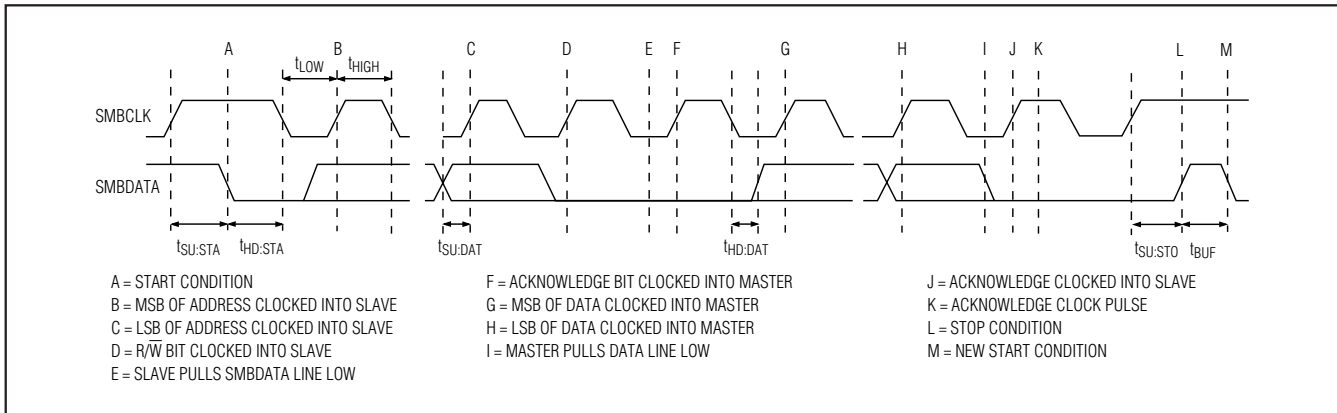 A B C D E F G H I J K L M
tLOW tHIGH
SMBCLK
SMBDATA
tSU:STA tHD:STA tSU:DAT tHD:DAT tSU:STO tBUF
A = START CONDITION
B = MSB OF ADDRESS CLOCKED INTO SLAVE
C = LSB OF ADDRESS CLOCKED INTO SLAVE
D = R/W̅ BIT CLOCKED INTO SLAVE
E = SLAVE PULLS SMBDATA LINE LOW
F = ACKNOWLEDGE BIT CLOCKED INTO MASTER
G = MSB OF DATA CLOCKED INTO MASTER
H = LSB OF DATA CLOCKED INTO MASTER
I = MASTER PULLS DATA LINE LOW
J = ACKNOWLEDGE CLOCKED INTO SLAVE
K = ACKNOWLEDGE CLOCK PULSE
L = STOP CONDITION
M = NEW START CONDITION